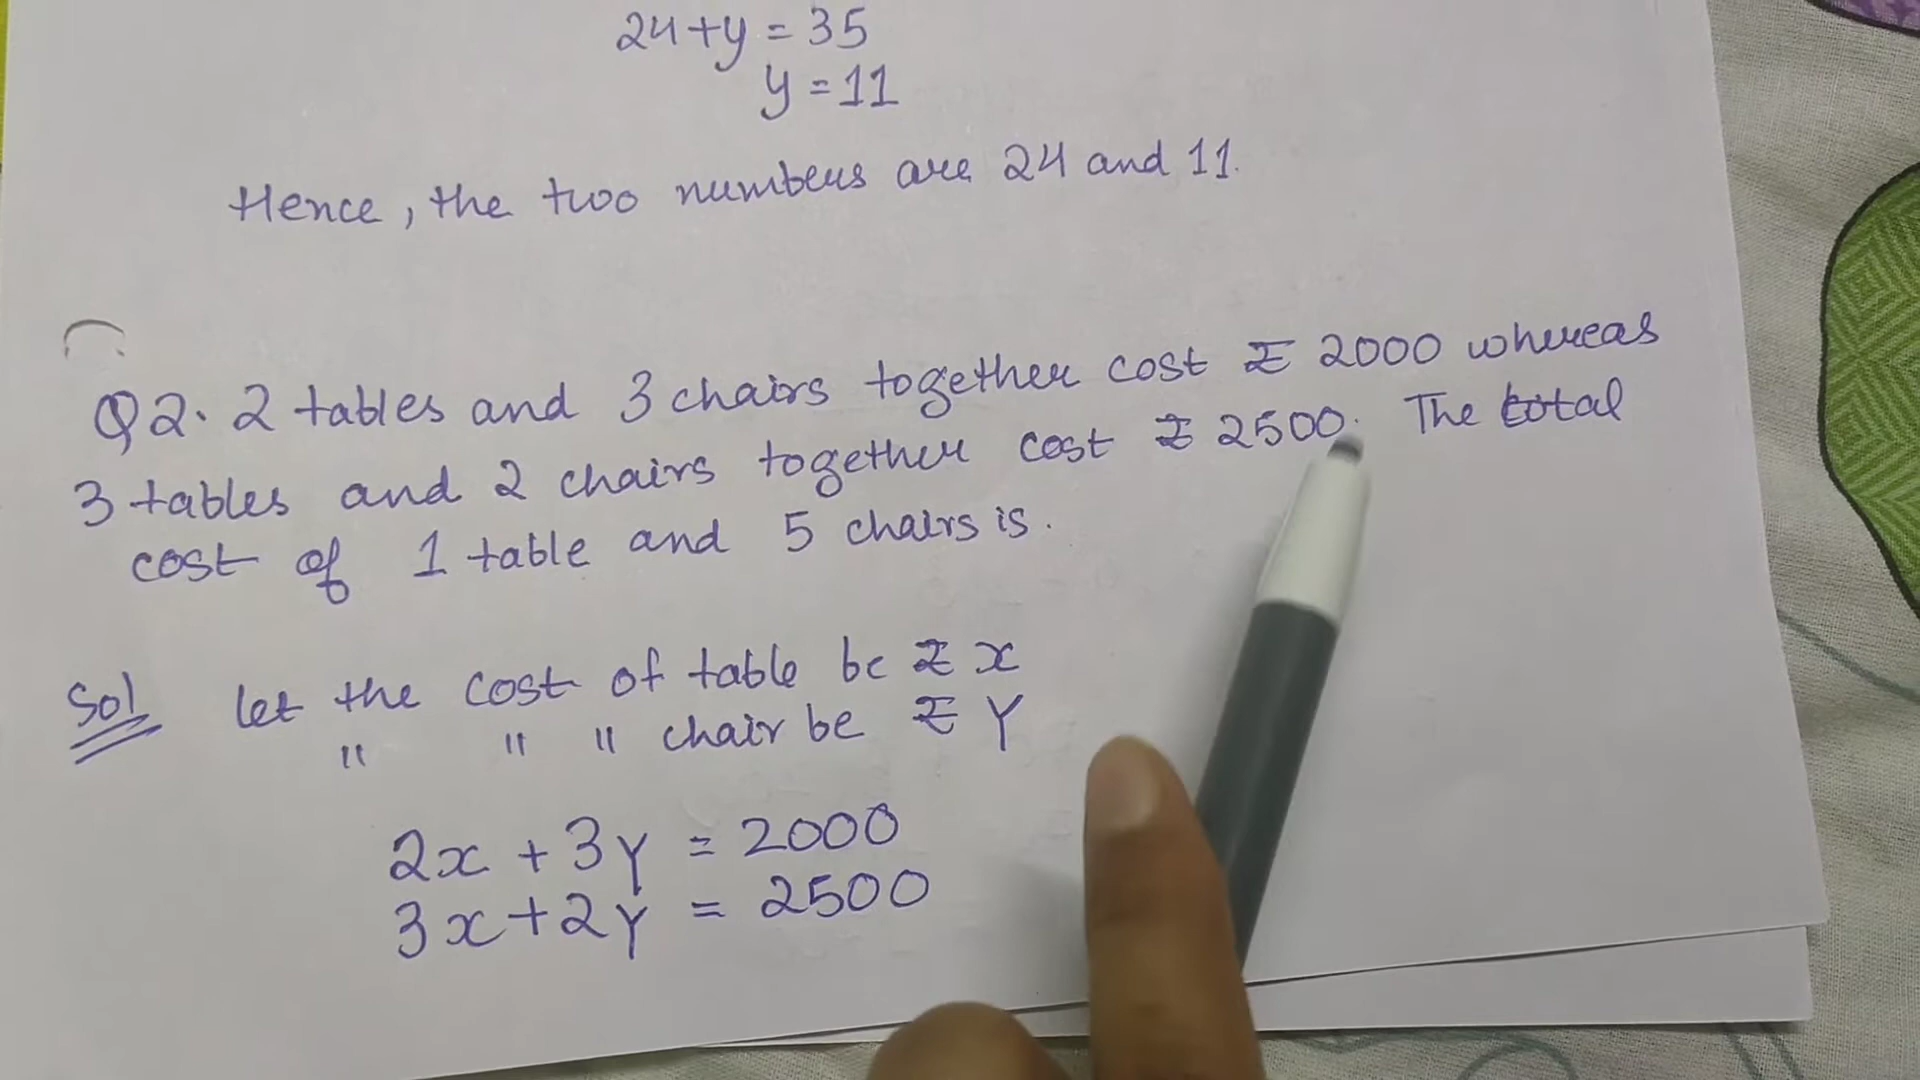 24+y = 35
y = 11
Hence, the two numbers are 24 and 11.
Q2. 2 tables and 3 chairs together cost ₹ 2000 whereas
3 tables and 2 chairs together cost ₹ 2500. The total
cost of 1 table and 5 chairs is.
Sol let the cost of table be ₹ x
" " " chair be ₹ Y
2x + 3Y = 2000
3x + 2Y = 2500